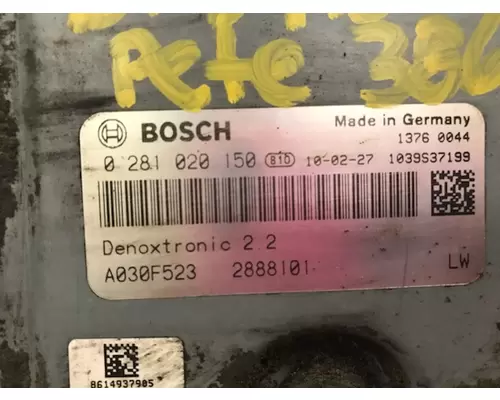 BOSCH Made in Germany
1376 0044
0 281 020 150 810 10-02-27 1039S37199
Denoxtronic 2.2
A030F523 2888101 LW
8614937905